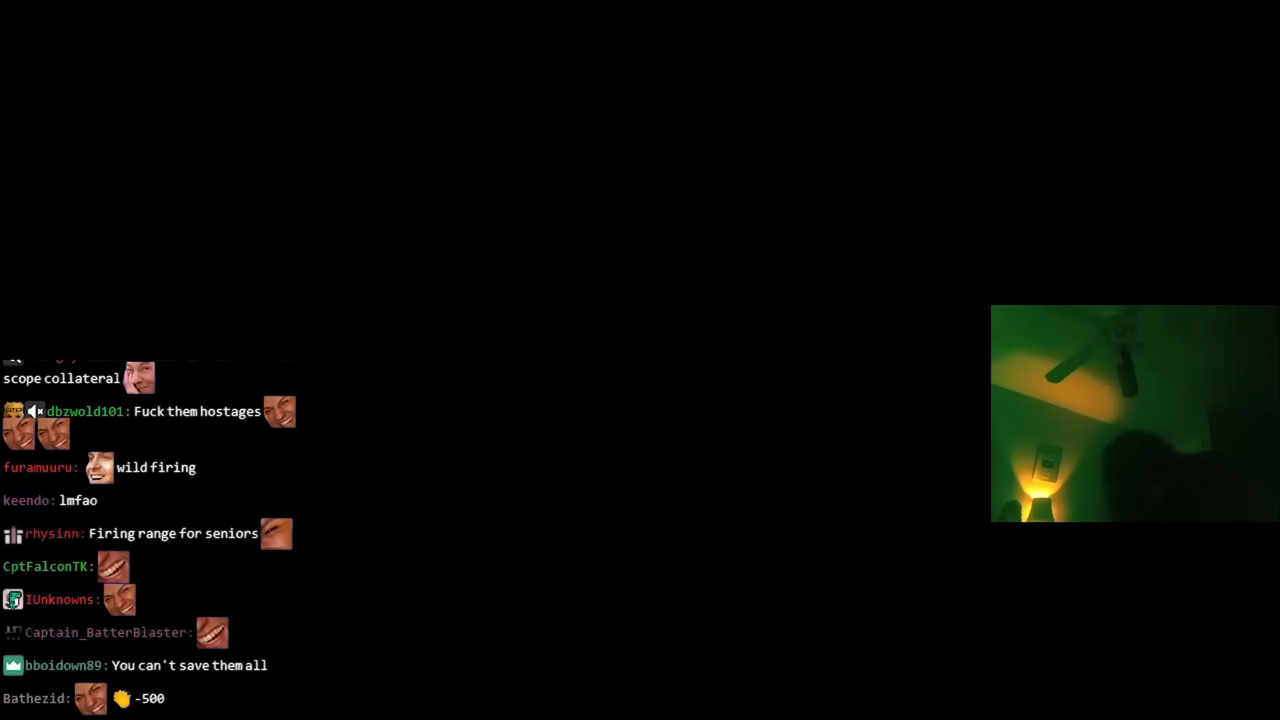 scope collateral
dbzwold101: Fuck them hostages
furamuuru: wild firing
keendo: lmfao
rhysinn: Firing range for seniors
CptFalconTK:
IUnknowns:
Captain_BatterBlaster:
bboidown89: You can't save them all
Bathezid: 👏 -500